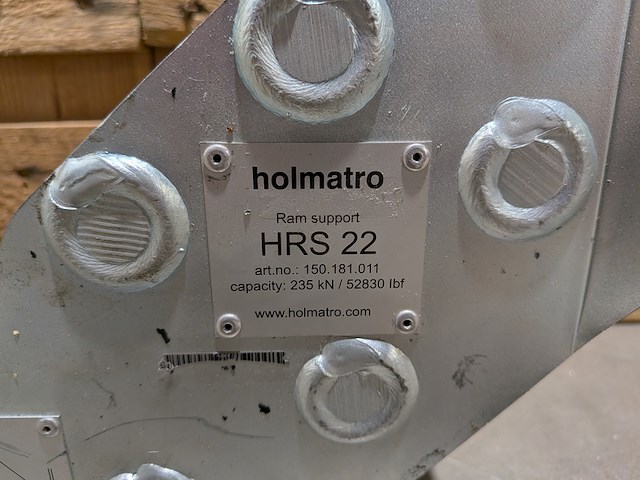 holmatro
Ram support
HRS 22
art.no.: 150.181.011
capacity: 235 kN / 52830 lbf
www.holmatro.com